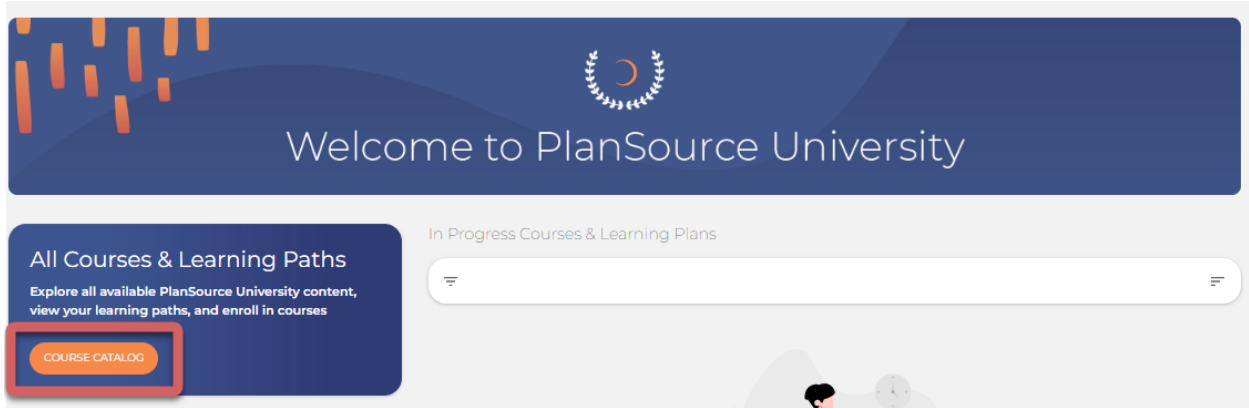 Welcome to PlanSource University
All Courses & Learning Paths
Explore all available PlanSource University content,
view your learning paths, and enroll in courses
COURSE CATALOG
In Progress Courses & Learning Plans